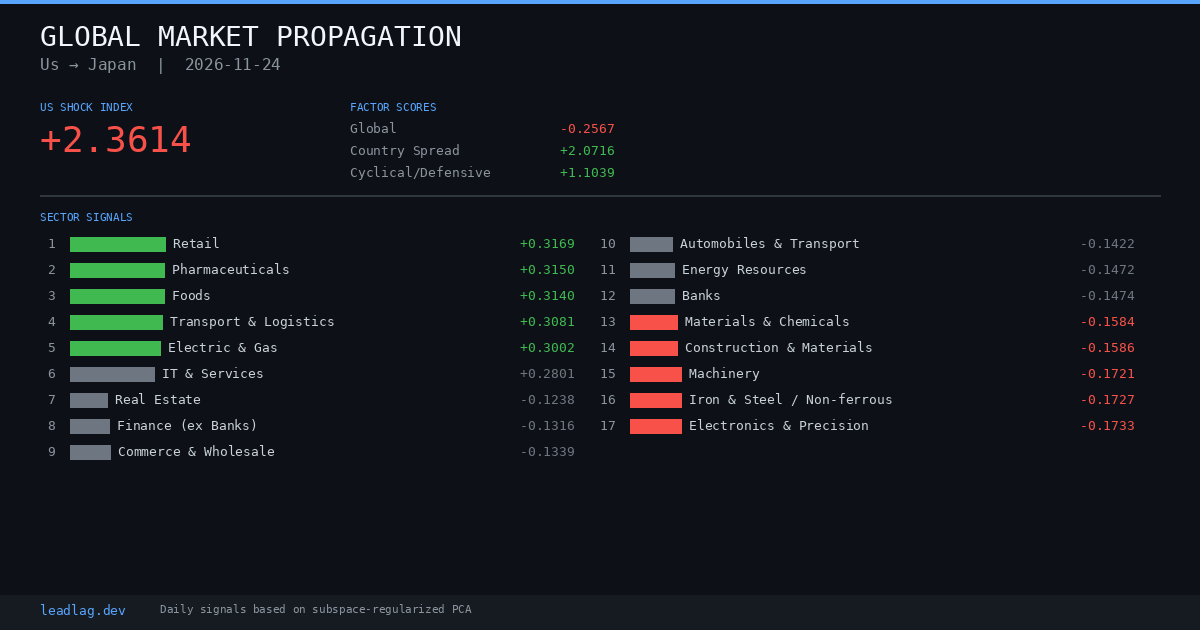 GLOBAL MARKET PROPAGATION
Us → Japan | 2026-11-24
US SHOCK INDEX
+2.3614
FACTOR SCORES
Global -0.2567
Country Spread +2.0716
Cyclical/Defensive +1.1039
SECTOR SIGNALS
1 Retail +0.3169
2 Pharmaceuticals +0.3150
3 Foods +0.3140
4 Transport & Logistics +0.3081
5 Electric & Gas +0.3002
6 IT & Services +0.2801
7 Real Estate -0.1238
8 Finance (ex Banks) -0.1316
9 Commerce & Wholesale -0.1339
10 Automobiles & Transport -0.1422
11 Energy Resources -0.1472
12 Banks -0.1474
13 Materials & Chemicals -0.1584
14 Construction & Materials -0.1586
15 Machinery -0.1721
16 Iron & Steel / Non-ferrous -0.1727
17 Electronics & Precision -0.1733
leadlag.dev Daily signals based on subspace-regularized PCA